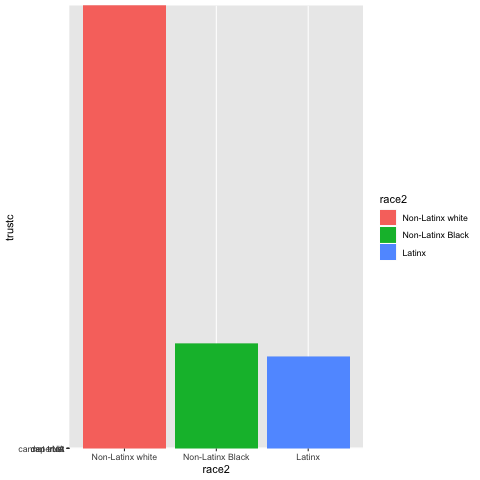 trustc
Non-Latinx white
Non-Latinx Black
Latinx
race2
race2
Non-Latinx white
Non-Latinx Black
Latinx